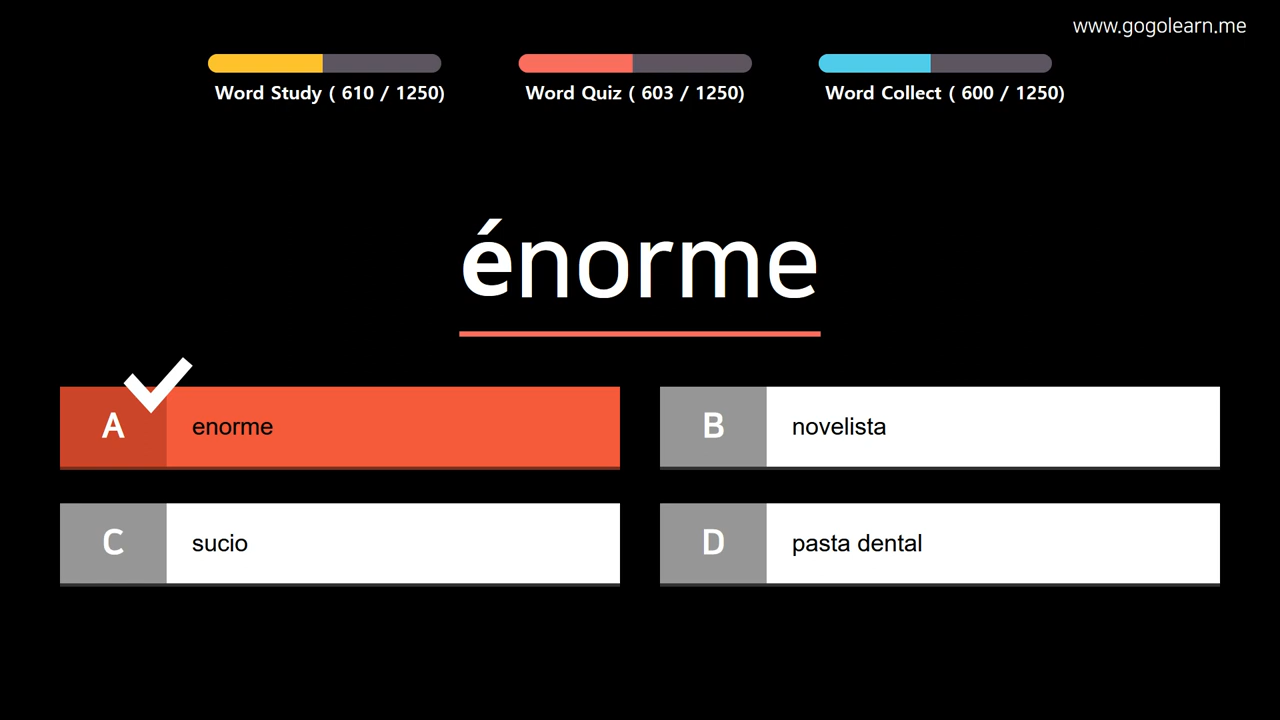 www.gogolearn.me
Word Study ( 610 / 1250)
Word Quiz ( 603 / 1250)
Word Collect ( 600 / 1250)
énorme
A enorme
B novelista
C sucio
D pasta dental